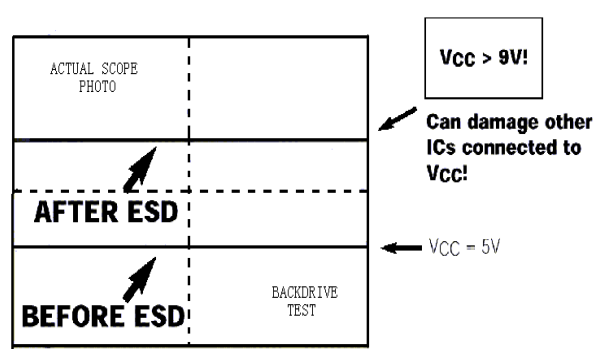 ACTUAL SCOPE
PHOTO
VCC > 9V!
Can damage other
ICs connected to
VCC!
AFTER ESD
VCC = 5V
BEFORE ESD
BACKDRIVE
TEST